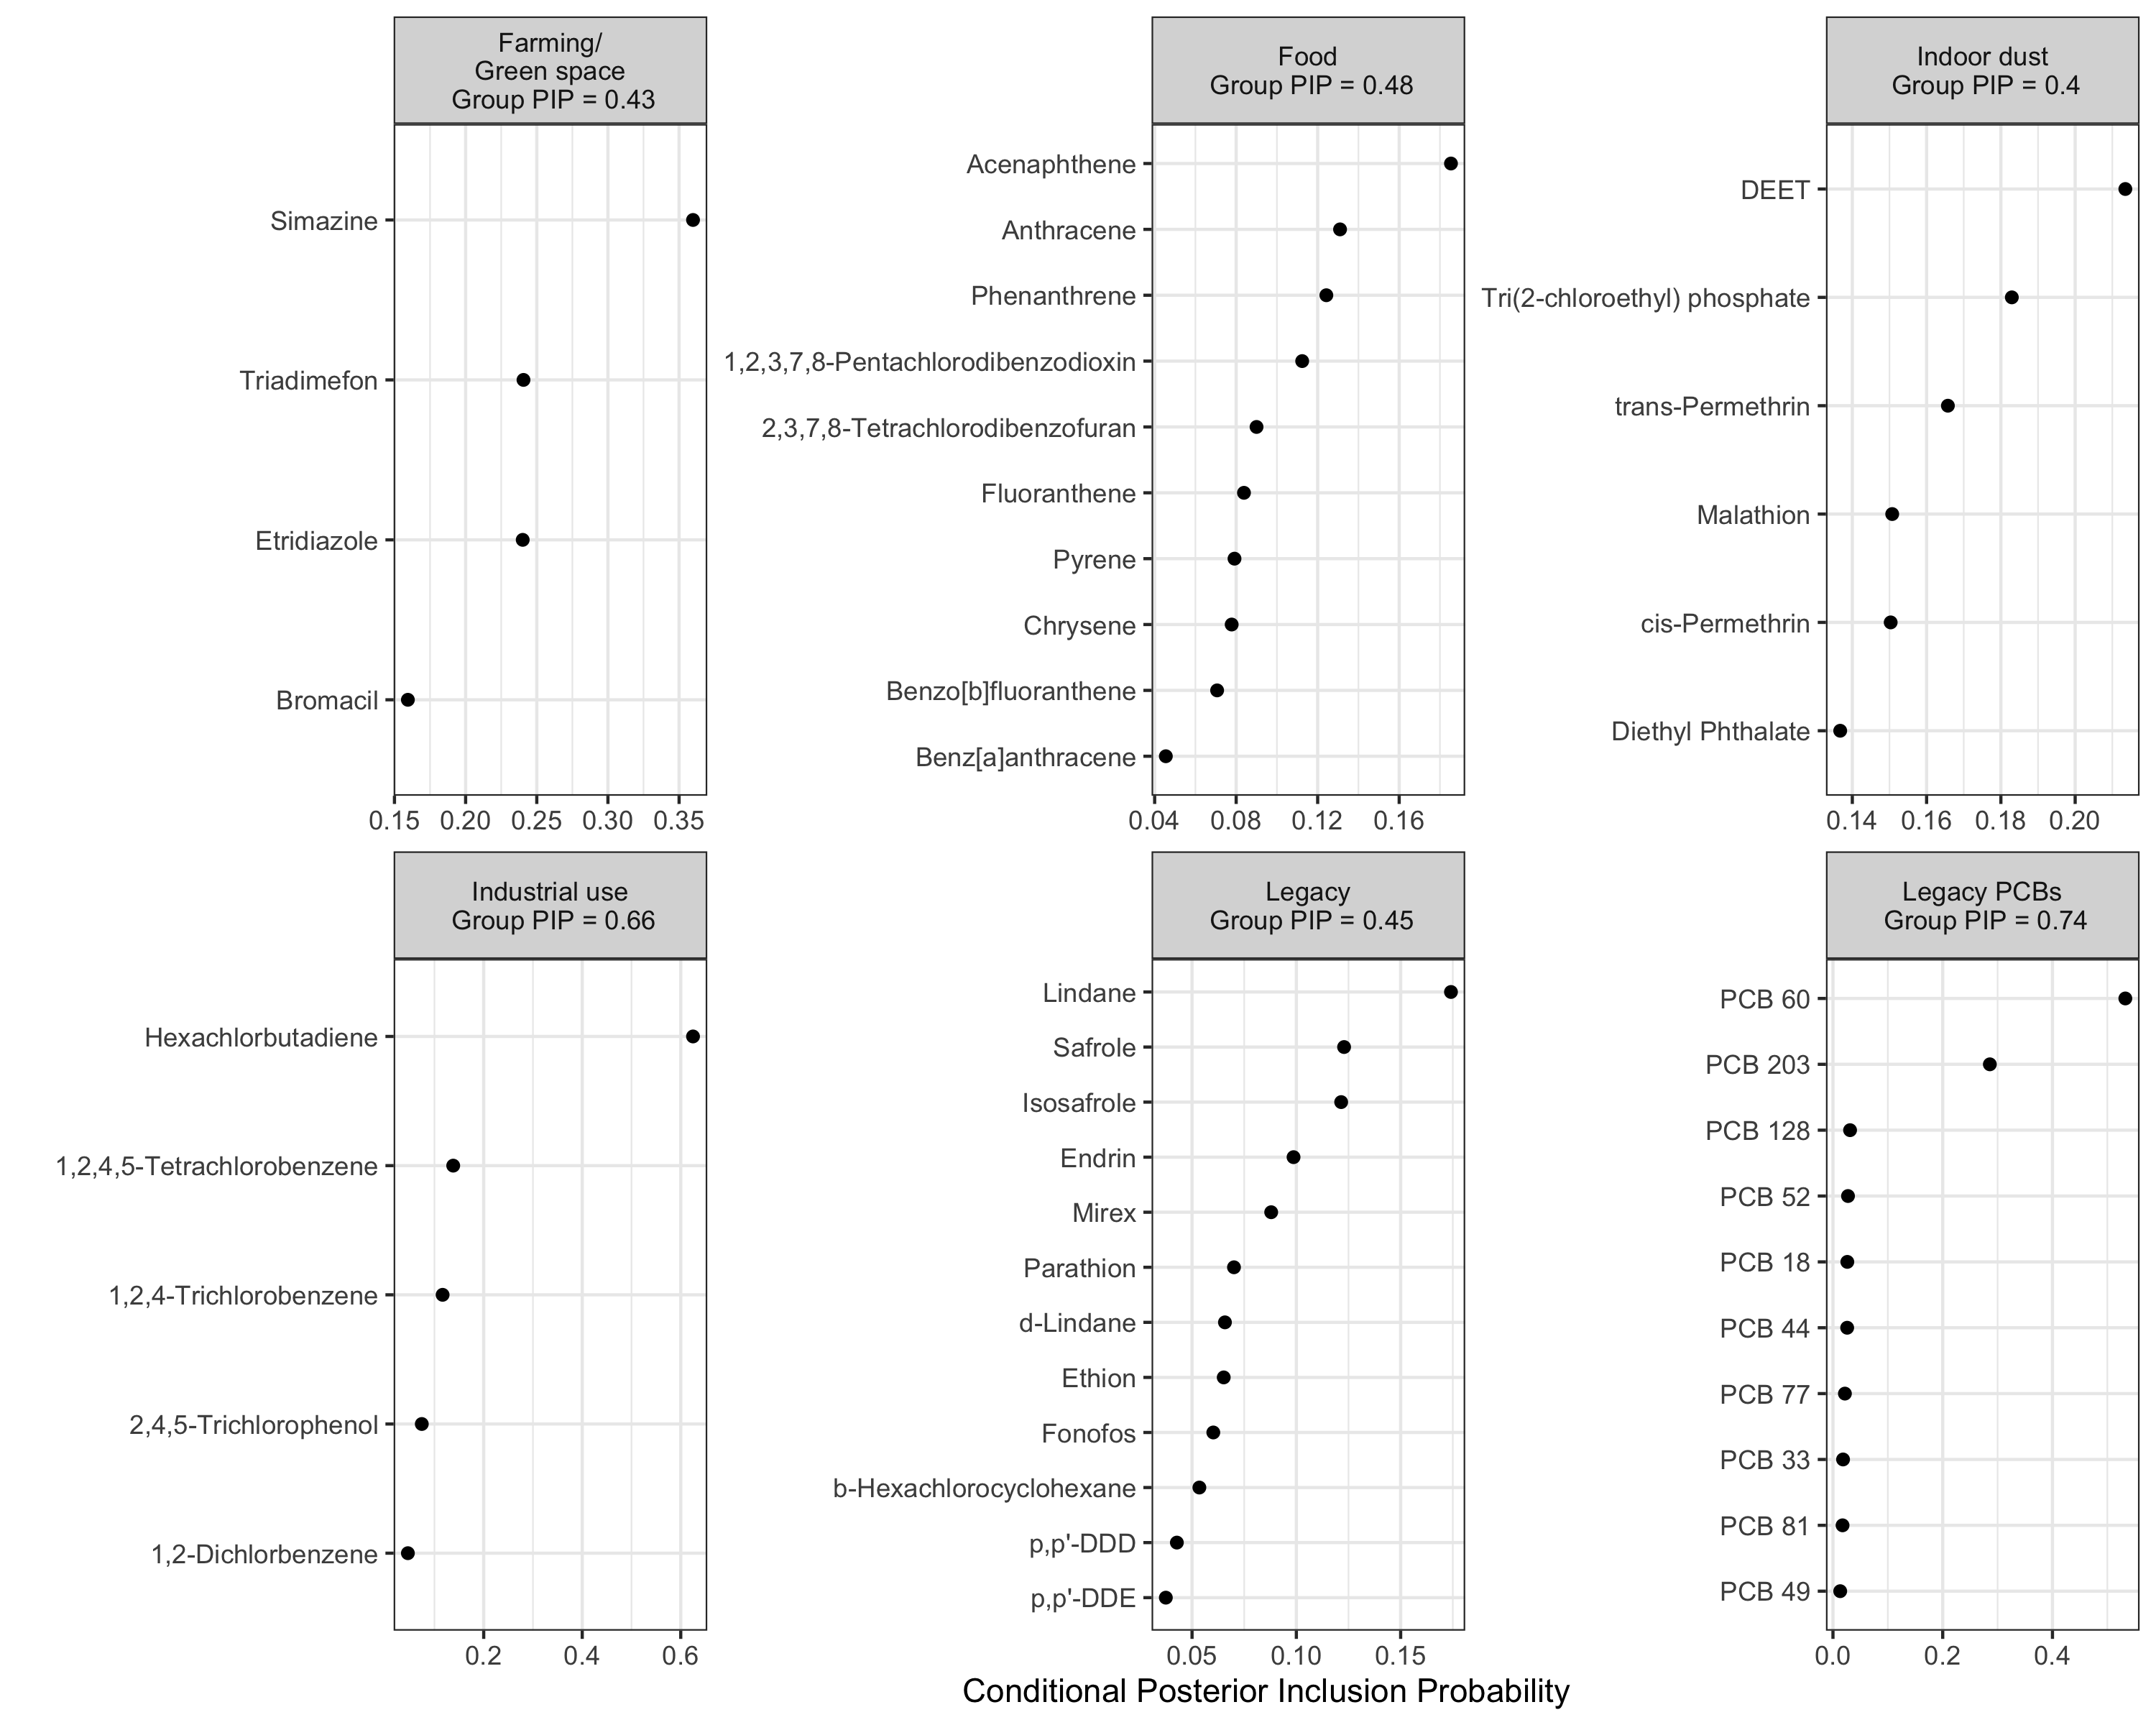 Farming/
Green space
Group PIP = 0.43
Simazine
Triadimefon
Etridiazole
Bromacil
0.15 0.20 0.25 0.30 0.35
Food
Group PIP = 0.48
Acenaphthene
Anthracene
Phenanthrene
1,2,3,7,8-Pentachlorodibenzodioxin
2,3,7,8-Tetrachlorodibenzofuran
Fluoranthene
Pyrene
Chrysene
Benzo[b]fluoranthene
Benz[a]anthracene
0.04 0.08 0.12 0.16
Indoor dust
Group PIP = 0.4
DEET
Tri(2-chloroethyl) phosphate
trans-Permethrin
Malathion
cis-Permethrin
Diethyl Phthalate
0.14 0.16 0.18 0.20
Industrial use
Group PIP = 0.66
Hexachlorbutadiene
1,2,4,5-Tetrachlorobenzene
1,2,4-Trichlorobenzene
2,4,5-Trichlorophenol
1,2-Dichlorbenzene
0.2 0.4 0.6
Legacy
Group PIP = 0.45
Lindane
Safrole
Isosafrole
Endrin
Mirex
Parathion
d-Lindane
Ethion
Fonofos
b-Hexachlorocyclohexane
p,p'-DDD
p,p'-DDE
0.05 0.10 0.15
Legacy PCBs
Group PIP = 0.74
PCB 60
PCB 203
PCB 128
PCB 52
PCB 18
PCB 44
PCB 77
PCB 33
PCB 81
PCB 49
0.0 0.2 0.4
Conditional Posterior Inclusion Probability